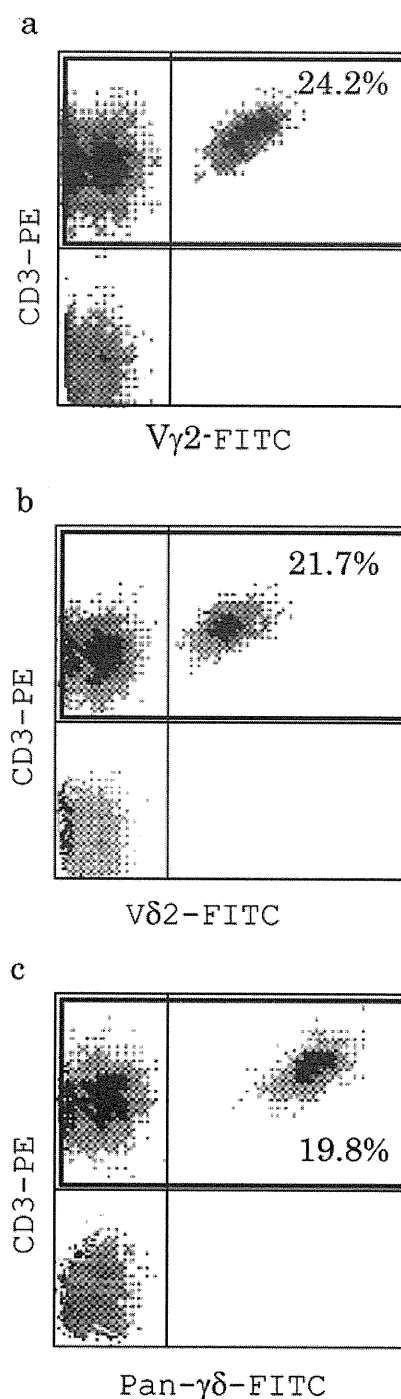 a
24.2%
CD3-PE
Vγ2-FITC
b
21.7%
CD3-PE
Vδ2-FITC
c
19.8%
CD3-PE
Pan-γδ-FITC